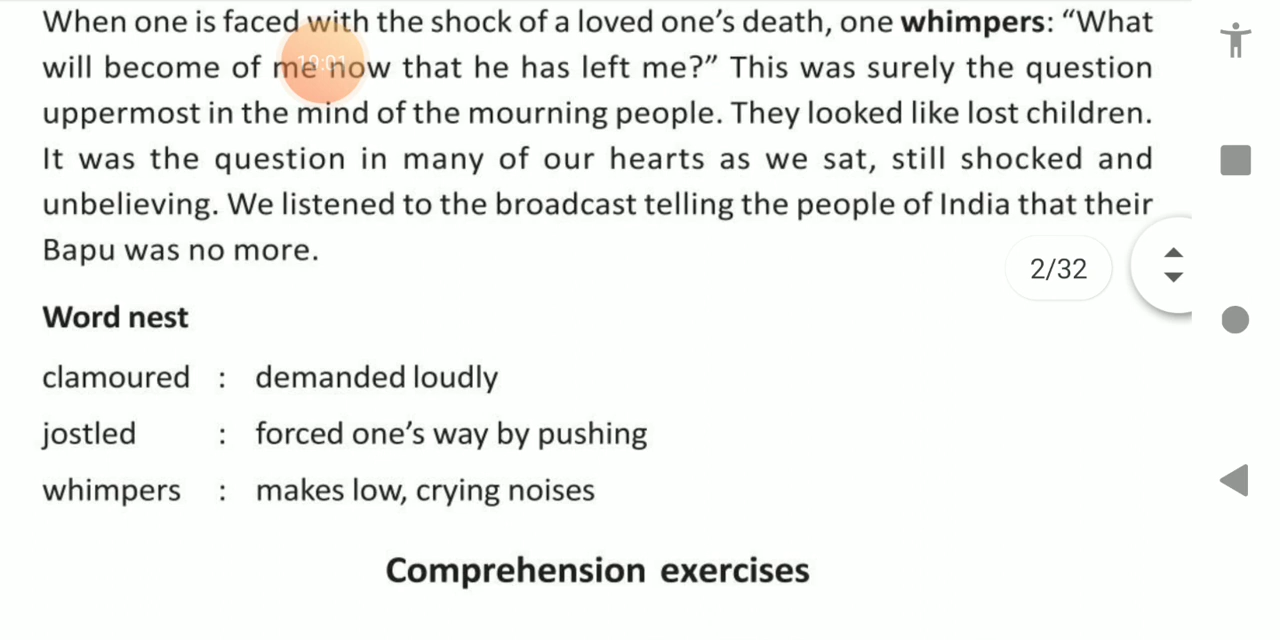 When one is faced with the shock of a loved one’s death, one whimpers: “What
will become of me now that he has left me?” This was surely the question
uppermost in the mind of the mourning people. They looked like lost children.
It was the question in many of our hearts as we sat, still shocked and
unbelieving. We listened to the broadcast telling the people of India that their
Bapu was no more.
2/32
Word nest
clamoured : demanded loudly
jostled : forced one’s way by pushing
whimpers : makes low, crying noises
Comprehension exercises